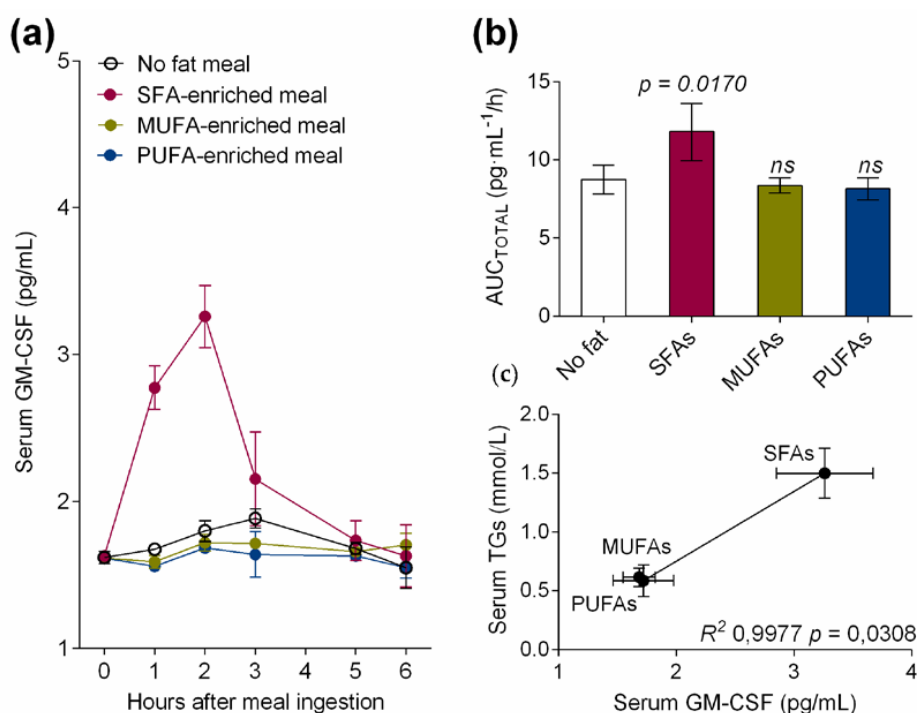 (a)
No fat meal
SFA-enriched meal
MUFA-enriched meal
PUFA-enriched meal
5
4
3
2
1
Serum GM-CSF (pg/mL)
0 1 2 3 5 6
Hours after meal ingestion
(b)
p = 0.0170
ns
ns
15
10
5
0
AUCTOTAL (pg·mL⁻¹/h)
No fat
SFAs
MUFAs
PUFAs
(c)
2.0
1.5
1.0
0.5
0.0
Serum TGs (mmol/L)
SFAs
MUFAs
PUFAs
R² 0,9977 p = 0,0308
1 2 3 4
Serum GM-CSF (pg/mL)